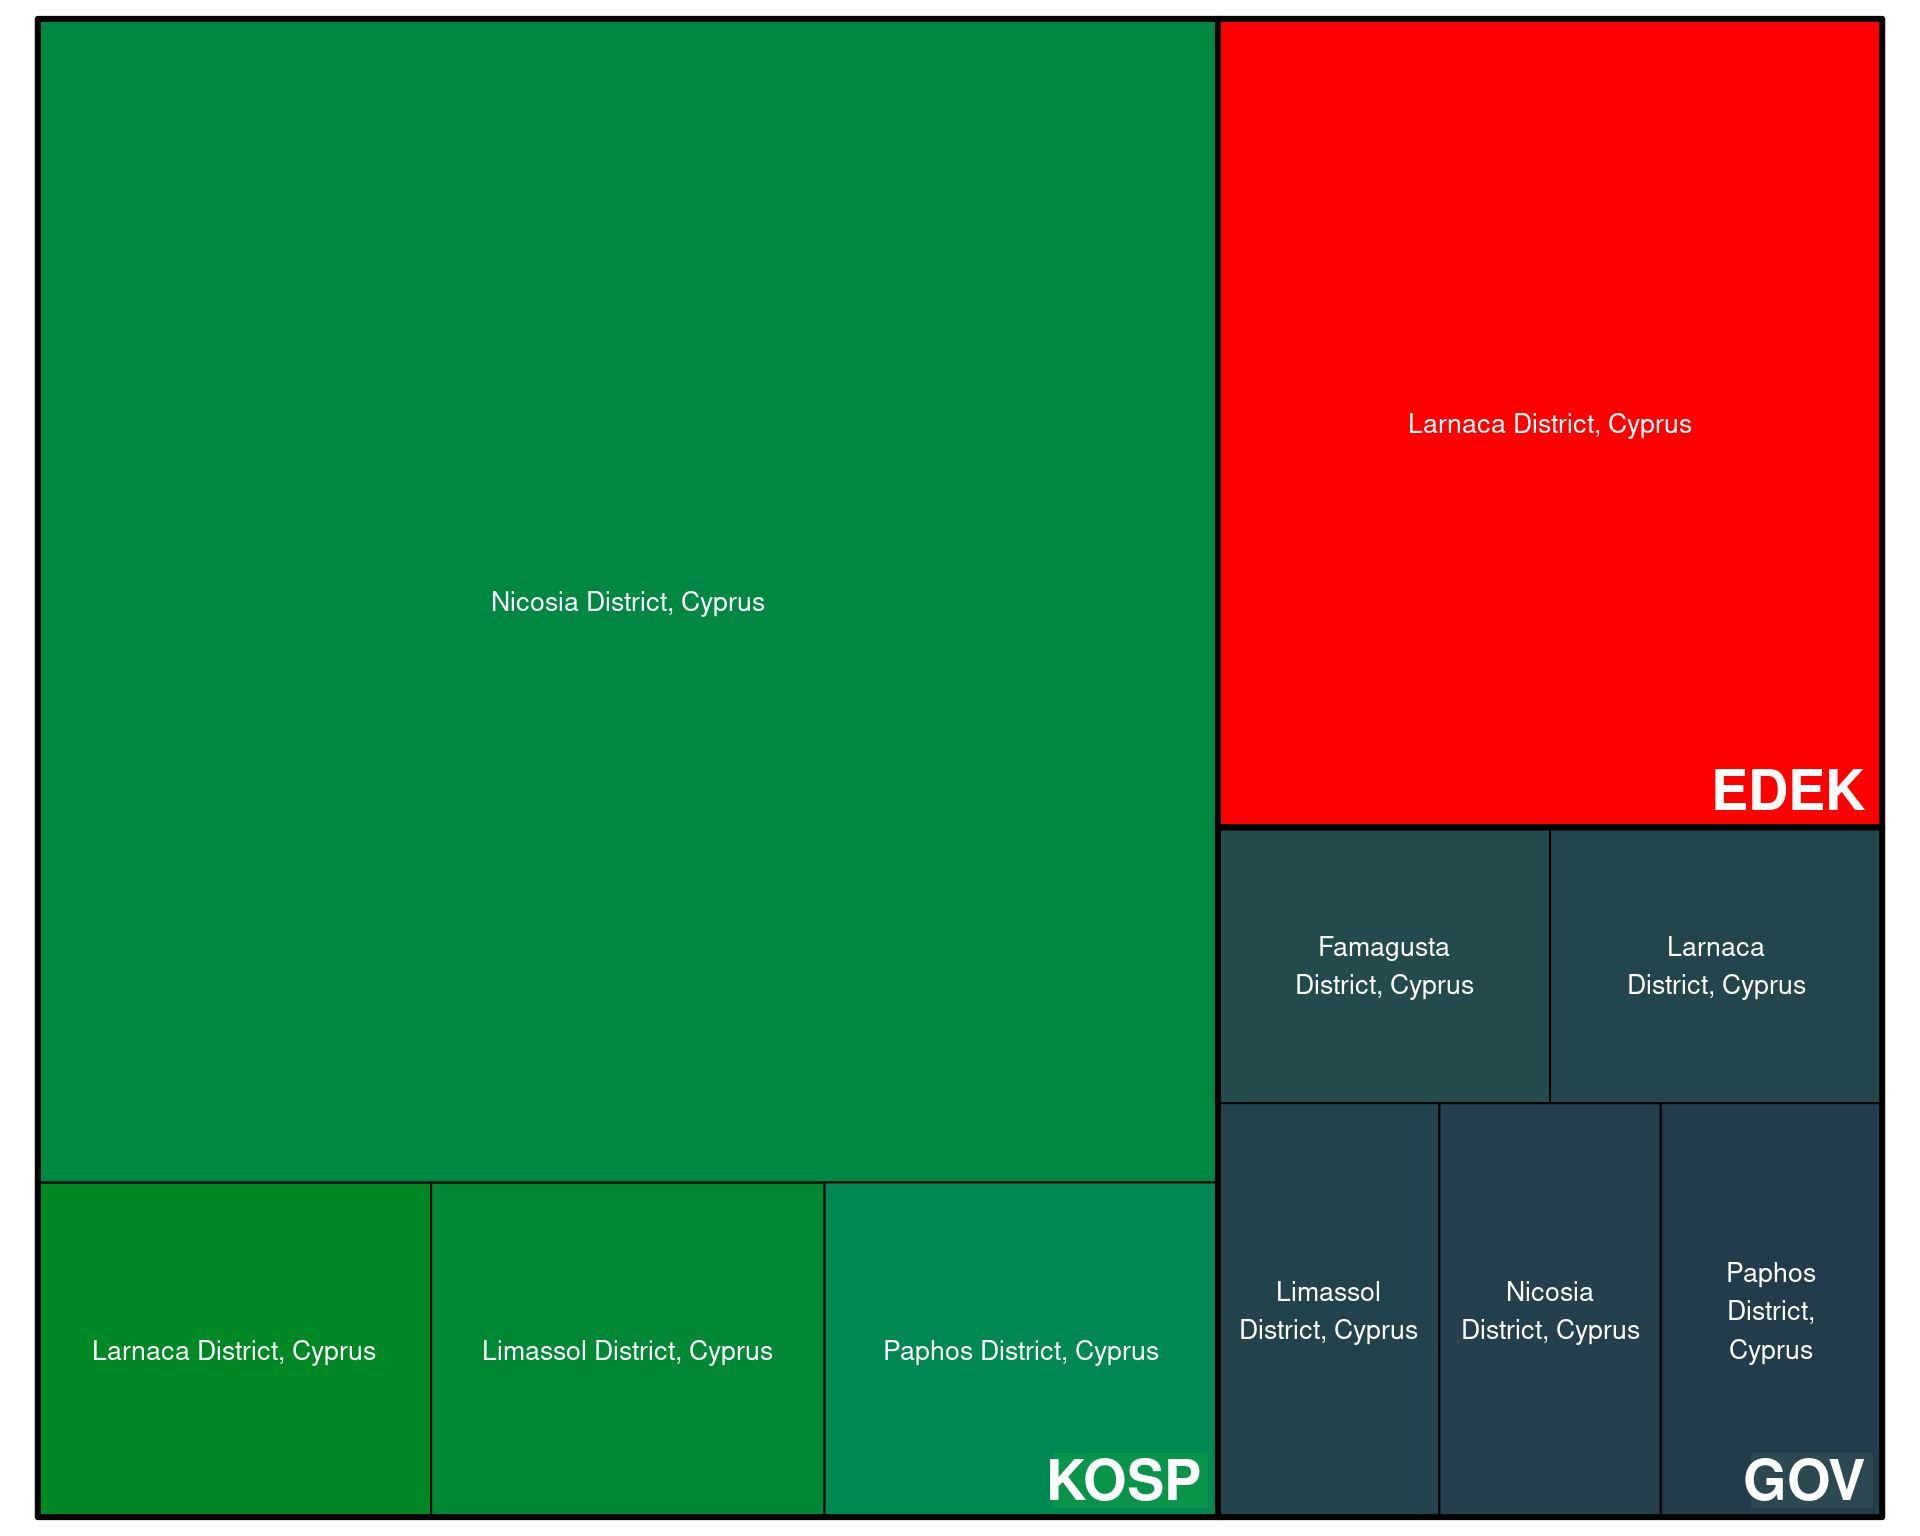 Nicosia District, Cyprus
Larnaca District, Cyprus
Limassol District, Cyprus
Paphos District, Cyprus
KOSP
Larnaca District, Cyprus
EDEK
Famagusta
District, Cyprus
Larnaca
District, Cyprus
Limassol
District, Cyprus
Nicosia
District, Cyprus
Paphos
District,
Cyprus
GOV